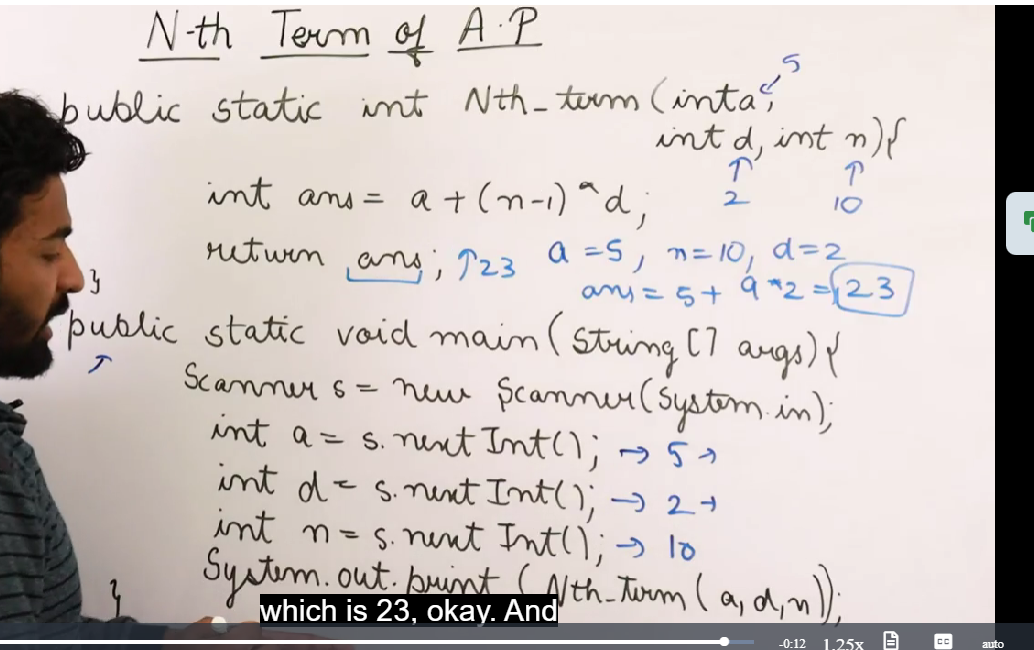 N-th Term of A.P
5
public static int Nth_term (int a,
int d, int n){
2 10
int ans = a + (n-1) * d;
return ans; ↑23 a = 5, n = 10, d = 2
ans = 5 + 9 * 2 = 23
}
public static void main (String [] args) {
Scanner s = new Scanner (System.in);
int a = s.nextInt(); → 5 →
int d = s.nextInt(); → 2 →
int n = s.nextInt(); → 10
System.out.print (Nth_term (a, d, n));
}
which is 23, okay. And
-0:12 1.25x CC auto